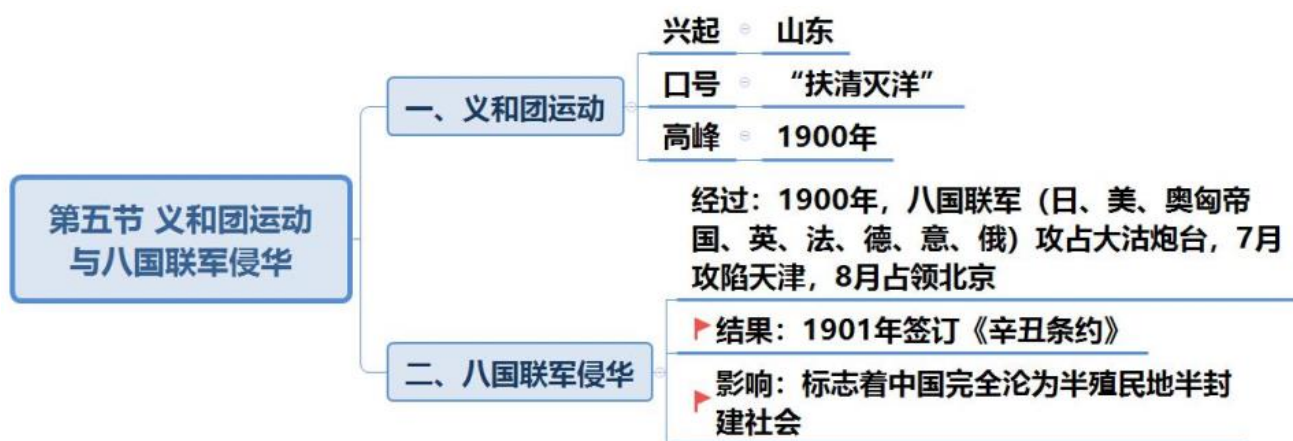 第五节 义和团运动
与八国联军侵华
一、义和团运动
兴起
山东
口号
“扶清灭洋”
高峰
1900年
二、八国联军侵华
经过：1900年，八国联军（日、美、奥匈帝
国、英、法、德、意、俄）攻占大沽炮台，7月
攻陷天津，8月占领北京
结果：1901年签订《辛丑条约》
影响：标志着中国完全沦为半殖民地半封
建社会